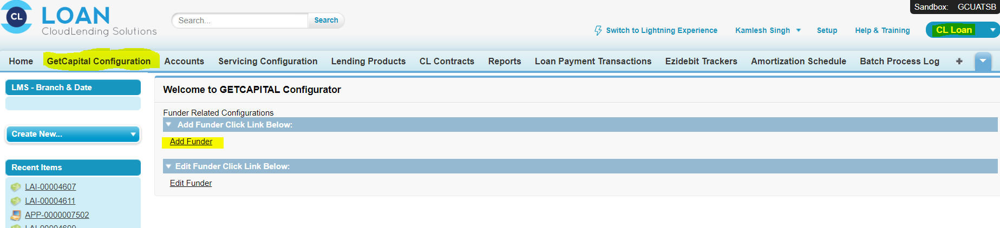 Sandbox: GCUATSB
CL
LOAN
CloudLending Solutions
Search...
Search
Switch to Lightning Experience
Kamlesh Singh
Setup
Help & Training
CL Loan
Home
GetCapital Configuration
Accounts
Servicing Configuration
Lending Products
CL Contracts
Reports
Loan Payment Transactions
Ezidebit Trackers
Amortization Schedule
Batch Process Log
+
LMS - Branch & Date
Create New...
Recent Items
LAI-00004607
LAI-00004611
APP-0000007502
LAI-00004609
Welcome to GETCAPITAL Configurator
Funder Related Configurations
Add Funder Click Link Below:
Add Funder
Edit Funder Click Link Below:
Edit Funder